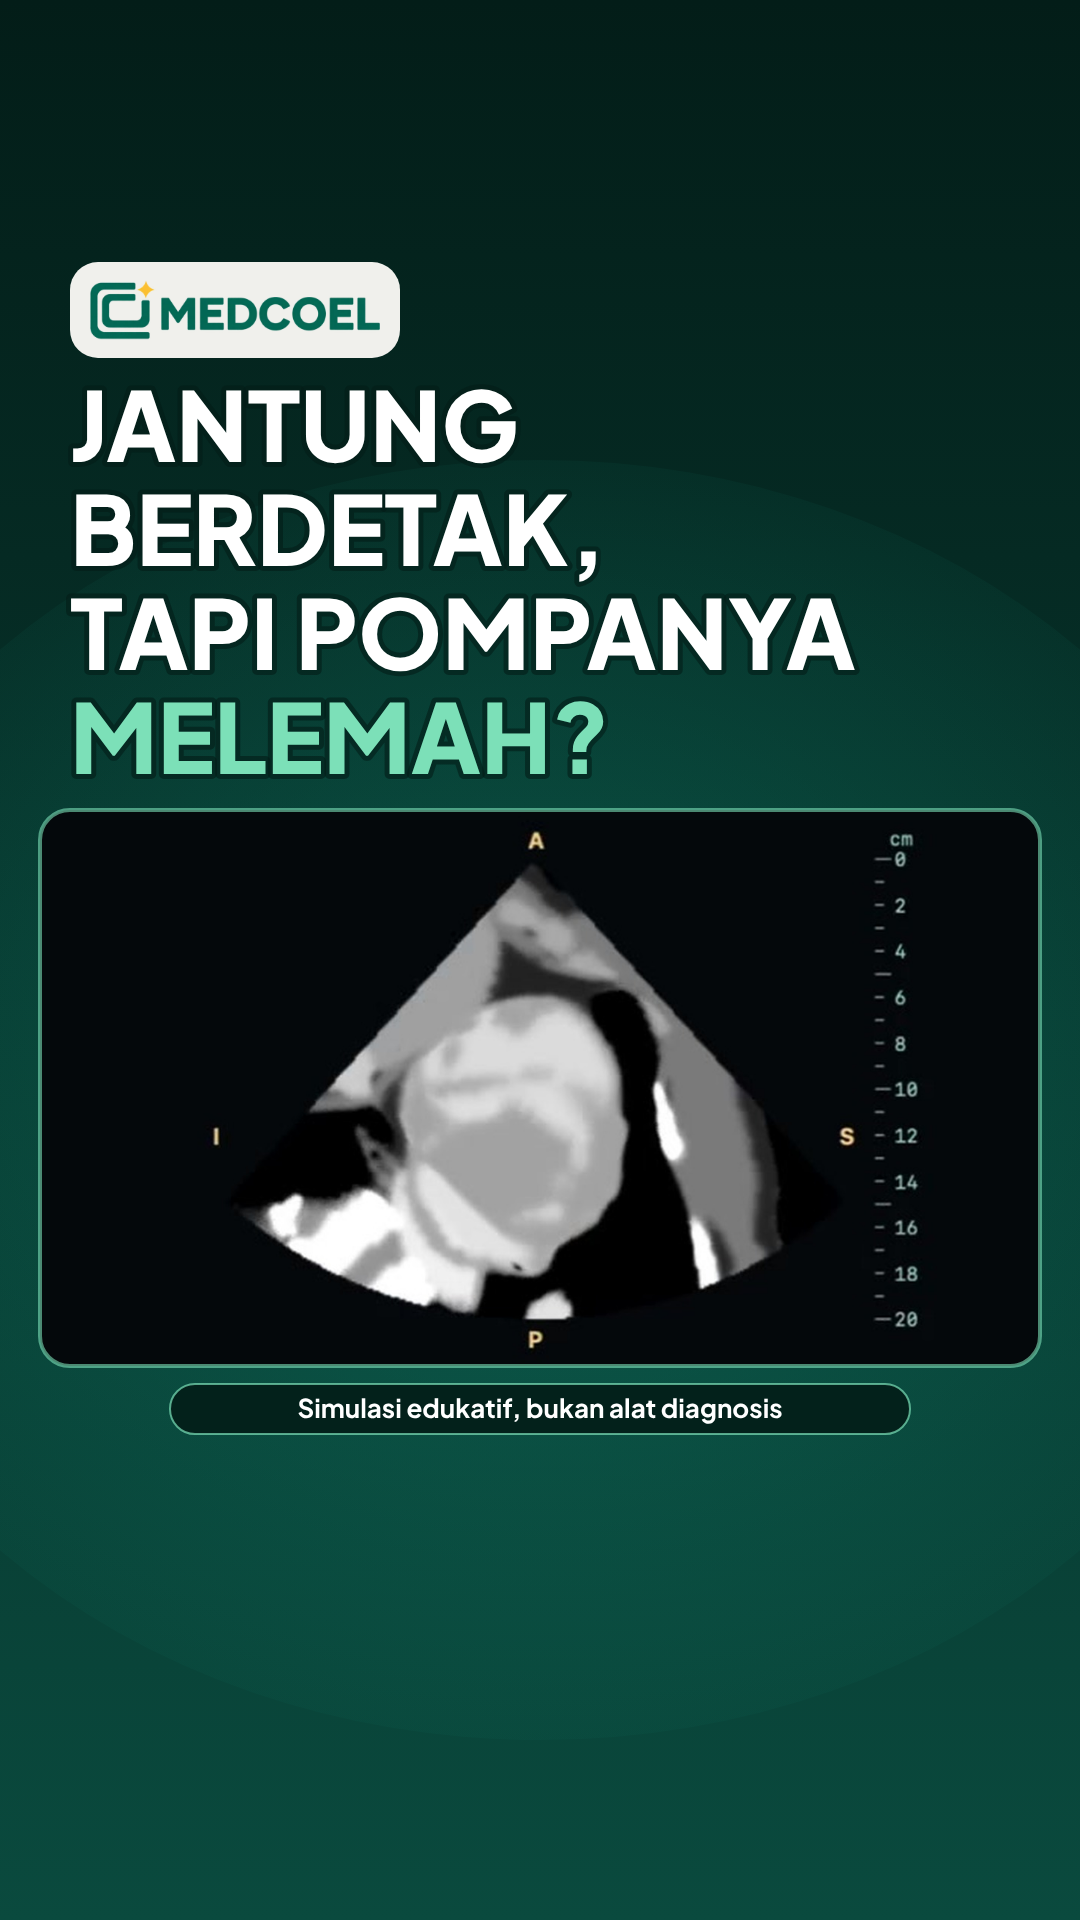 MEDCOEL
JANTUNG
BERDETAK,
TAPI POMPANYA
MELEMAH?
A
cm
0
2
4
6
8
10
I
S
12
14
16
18
20
P
Simulasi edukatif, bukan alat diagnosis